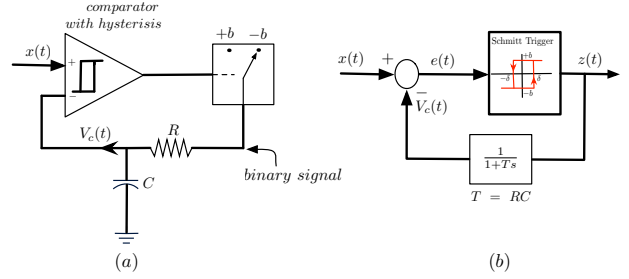 comparator
with hysterisis
x(t)
+
−
+b
−b
V_c(t)
R
C
binary signal
(a)
x(t)
+
−
e(t)
V_c(t)
Schmitt Trigger
+b
−δ
δ
−b
z(t)
1
1+Ts
T = RC
(b)